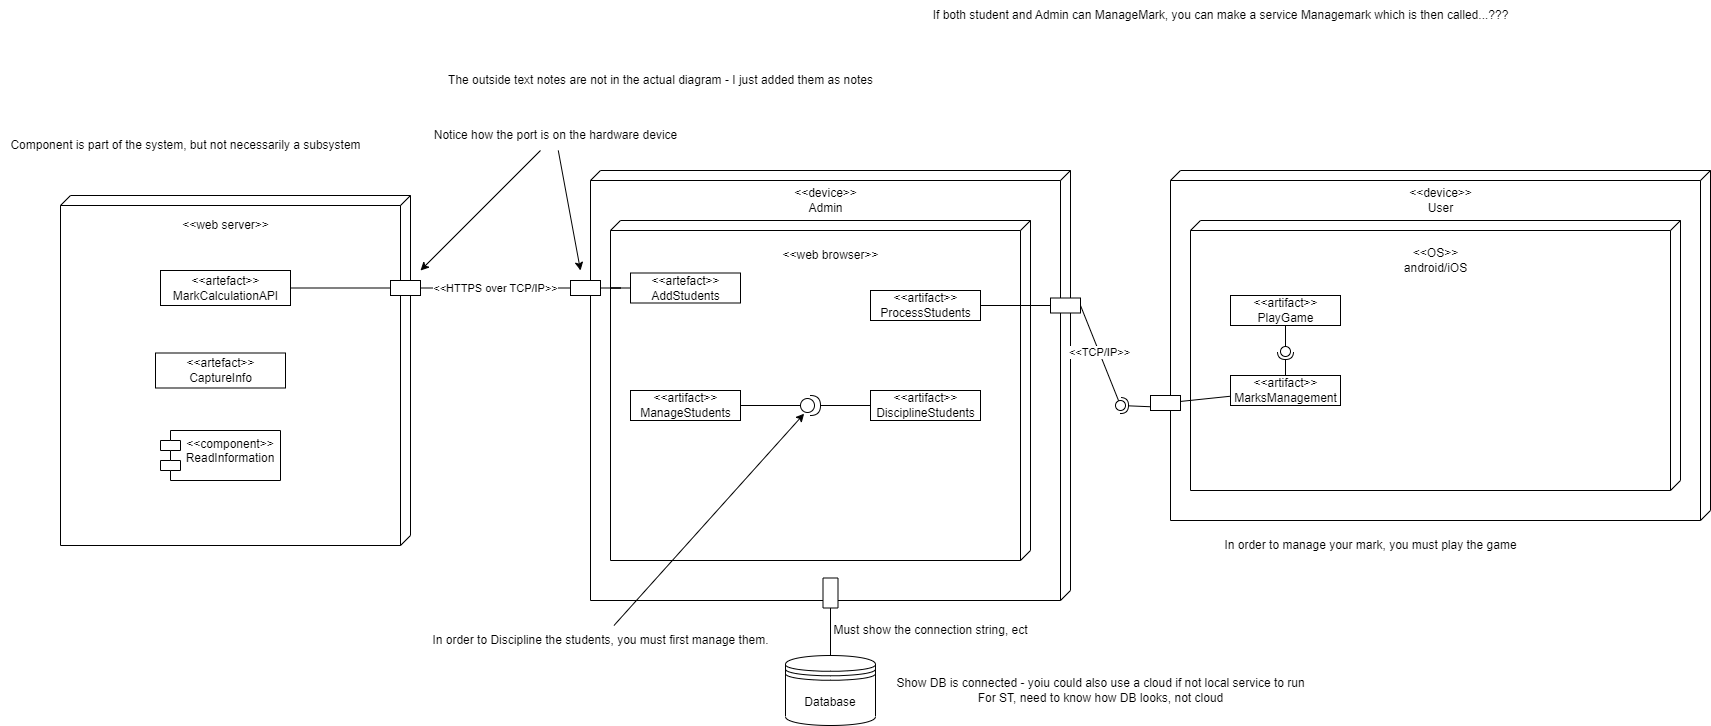 If both student and Admin can ManageMark, you can make a service Managemark which is then called...???
The outside text notes are not in the actual diagram - I just added them as notes
Notice how the port is on the hardware device
Component is part of the system, but not necessarily a subsystem
<<web server>>
<<artefact>>
MarkCalculationAPI
<<artefact>>
CaptureInfo
<<component>>
ReadInformation
<<HTTPS over TCP/IP>>
<<device>>
Admin
<<web browser>>
<<artefact>>
AddStudents
<<artifact>>
ProcessStudents
<<artifact>>
ManageStudents
<<artifact>>
DisciplineStudents
<<TCP/IP>>
<<device>>
User
<<OS>>
android/iOS
<<artifact>>
PlayGame
<<artifact>>
MarksManagement
In order to manage your mark, you must play the game
In order to Discipline the students, you must first manage them.
Must show the connection string, ect
Database
Show DB is connected - yoiu could also use a cloud if not local service to run
For ST, need to know how DB looks, not cloud